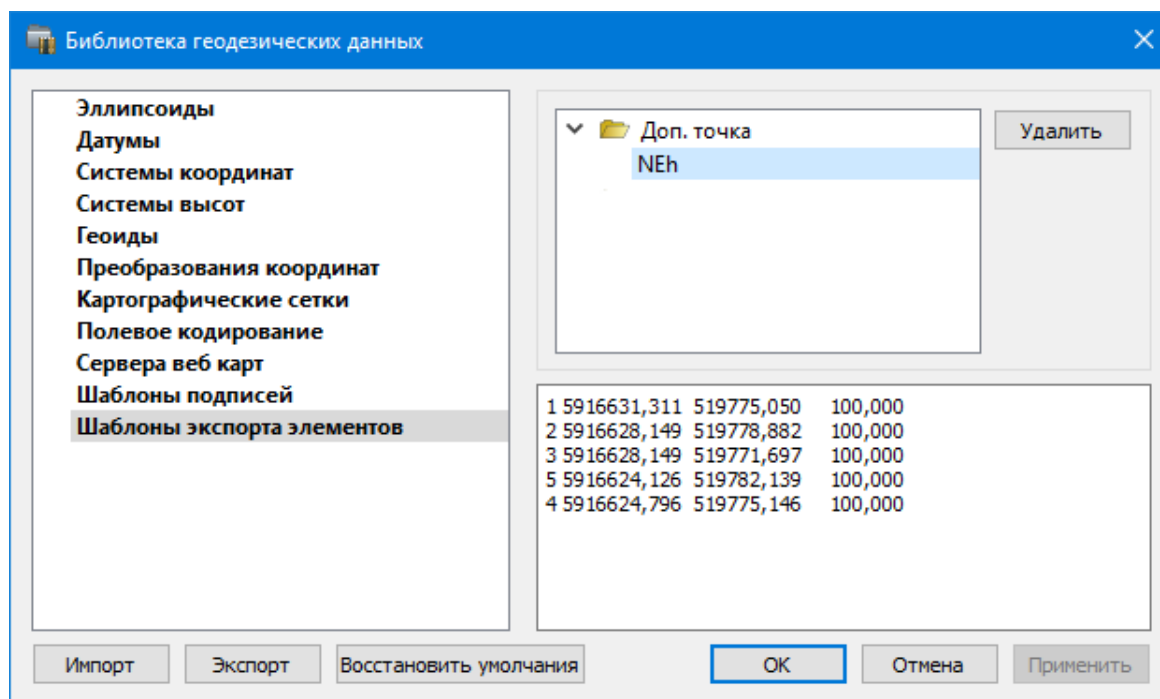 Библиотека геодезических данных
Эллипсоиды
Датумы
Системы координат
Системы высот
Геоиды
Преобразования координат
Картографические сетки
Полевое кодирование
Сервера веб карт
Шаблоны подписей
Шаблоны экспорта элементов
Доп. точка
NEh
Удалить
1 5916631,311 519775,050 100,000
2 5916628,149 519778,882 100,000
3 5916628,149 519771,697 100,000
5 5916624,126 519782,139 100,000
4 5916624,796 519775,146 100,000
Импорт Экспорт Восстановить умолчания OK Отмена Применить